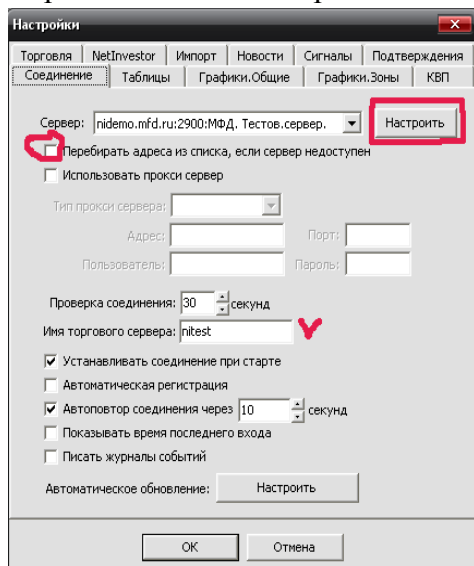 Настройки
Торговля NetInvestor Импорт Новости Сигналы Подтверждения
Соединение Таблицы Графики.Общие Графики.Зоны КВП
Сервер: nidemo.mfd.ru:2900:МФД. Тестов.сервер. Настроить
Перебирать адреса из списка, если сервер недоступен
Использовать прокси сервер
Тип прокси сервера:
Адрес: Порт:
Пользователь: Пароль:
Проверка соединения: 30 секунд
Имя торгового сервера: nitest
Устанавливать соединение при старте
Автоматическая регистрация
Автоповтор соединения через 10 секунд
Показывать время последнего входа
Писать журналы событий
Автоматическое обновление: Настроить
ОК Отмена